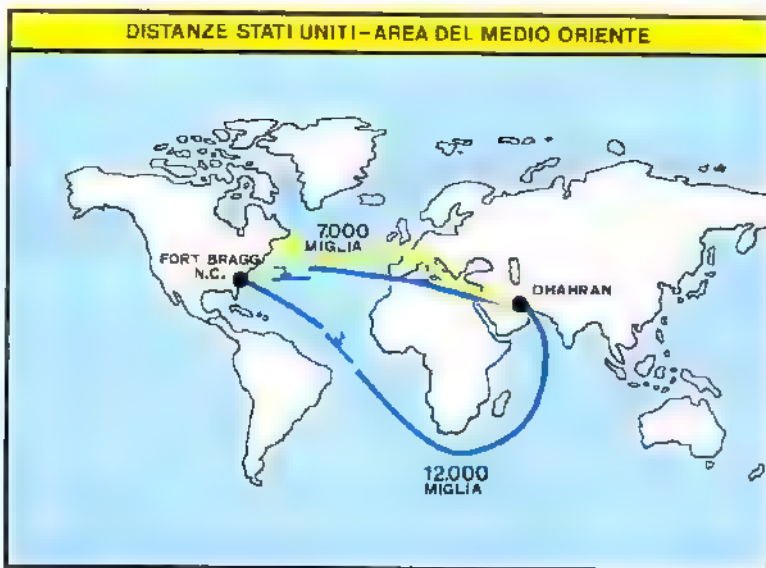 DISTANZE STATI UNITI-AREA DEL MEDIO ORIENTE
7.000
MIGLIA
FORT BRAGG
N.C.
DHAHRAN
12.000
MIGLIA